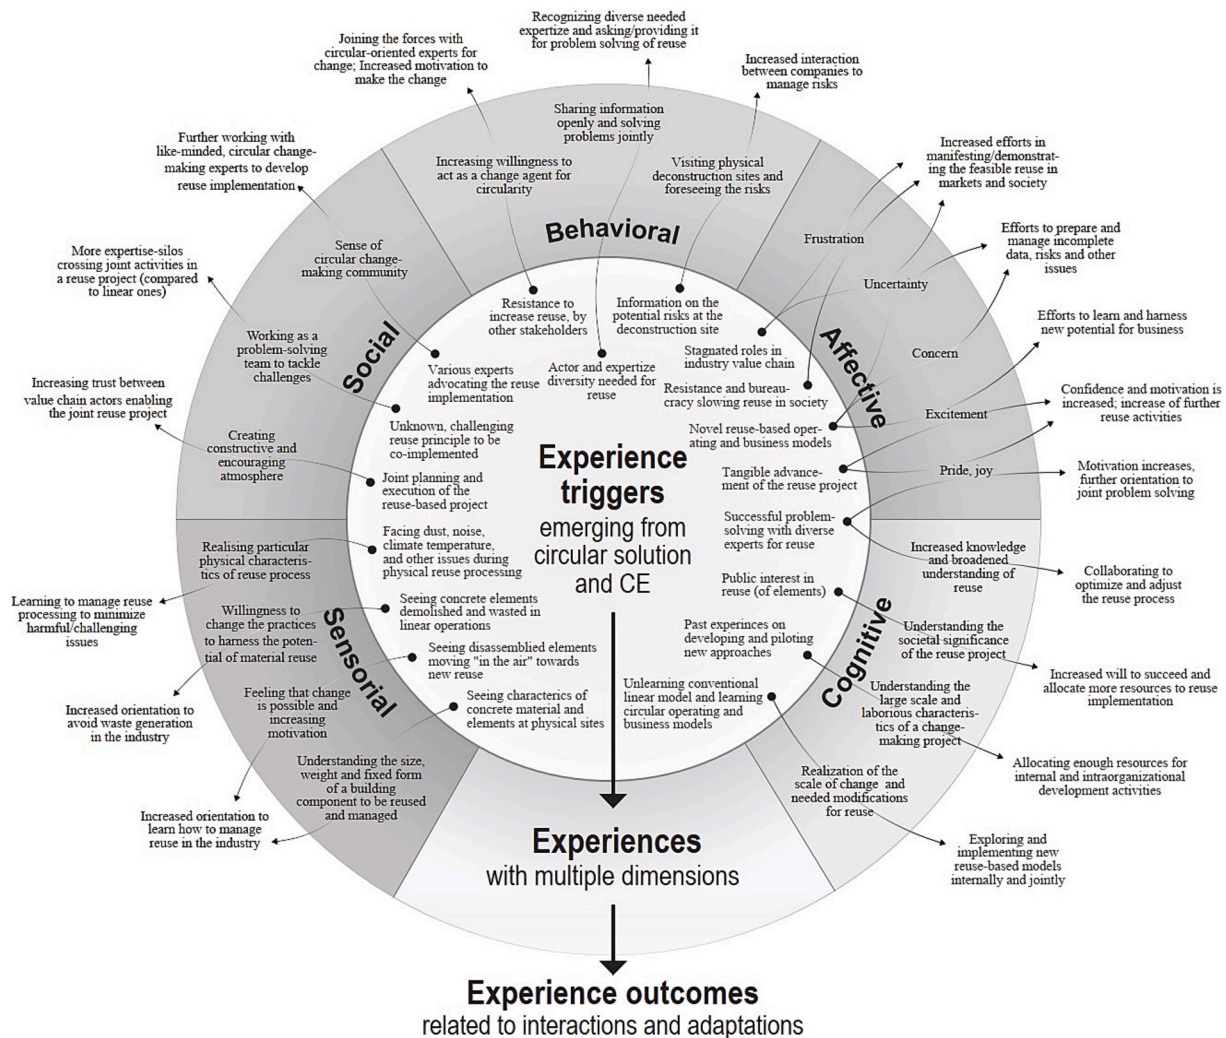 Recognizing diverse needed
expertize and asking/providing it
for problem solving of reuse
Joining the forces with
circular-oriented experts for
change; Increased motivation to
make the change
Increased interaction
between companies to
manage risks
Further working with
like-minded, circular change-
making experts to develop
reuse implementation
More expertise-silos
crossing joint activities in
a reuse project (compared
to linear ones)
Increasing trust between
value chain actors enabling
the joint reuse project
Learning to manage reuse
processing to minimize
harmful/challenging
issues
Increased orientation to
avoid waste generation
in the industry
Increased orientation to
learn how to manage
reuse in the industry
Increased efforts in
manifesting/demonstrat-
ing the feasible reuse in
markets and society
Efforts to prepare and
manage incomplete
data, risks and other
issues
Efforts to learn and harness
new potential for business
Confidence and motivation is
increased; increase of further
reuse activities
Motivation increases,
further orientation to
joint problem solving
Collaborating to
optimize and adjust
the reuse process
Increased will to succeed and
allocate more resources to reuse
implementation
Allocating enough resources for
internal and intraorganizational
development activities
Exploring and
implementing new
reuse-based models
internally and jointly
Behavioral
Sharing information
openly and solving
problems jointly
Increasing willingness to
act as a change agent for
circularity
Visiting physical
deconstruction sites and
foreseeing the risks
Social
Sense of
circular change-
making community
Working as a
problem-solving
team to tackle
challenges
Creating
constructive and
encouraging
atmosphere
Affective
Frustration
Uncertainty
Concern
Excitement
Pride, joy
Sensorial
Realising particular
physical characteris-
tics of reuse process
Willingness to
change the practices
to harness the poten-
tial of material reuse
Feeling that change
is possible and
increasing
motivation
Understanding the size,
weight and fixed form
of a building
component to be reused
and managed
Cognitive
Increased knowledge
and broadened
understanding of
reuse
Understanding the
societal significance
of the reuse project
Understanding the
large scale and
laborious characteris-
tics of a change-
making project
Realization of the
scale of change and
needed modifications
for reuse
Resistance to
increase reuse, by
other stakeholders
Information on the
potential risks at the
deconstruction site
Various experts
advocating the reuse
implementation
Actor and expertize
diversity needed for
reuse
Stagnated roles in
industry value chain
Resistance and bureau-
cracy slowing reuse in
society
Unknown, challenging
reuse principle to be
co-implemented
Novel reuse-based oper-
ating and business models
Joint planning and
execution of the
reuse-based project
Tangible advance-
ment of the reuse project
Facing dust, noise,
climate temperature,
and other issues during
physical reuse processing
Successful problem-
solving with diverse
experts for reuse
Seeing concrete elements
demolished and wasted in
linear operations
Public interest in
reuse (of elements)
Seeing disassemblied elements
moving "in the air" towards
new reuse
Past experinces on
developing and piloting
new approaches
Seeing characterics of
concrete material and
elements at physical sites
Unlearning conventional
linear model and learning
circular operating and
business models
Experience
triggers
emerging from
circular solution
and CE
Experiences
with multiple dimensions
Experience outcomes
related to interactions and adaptations